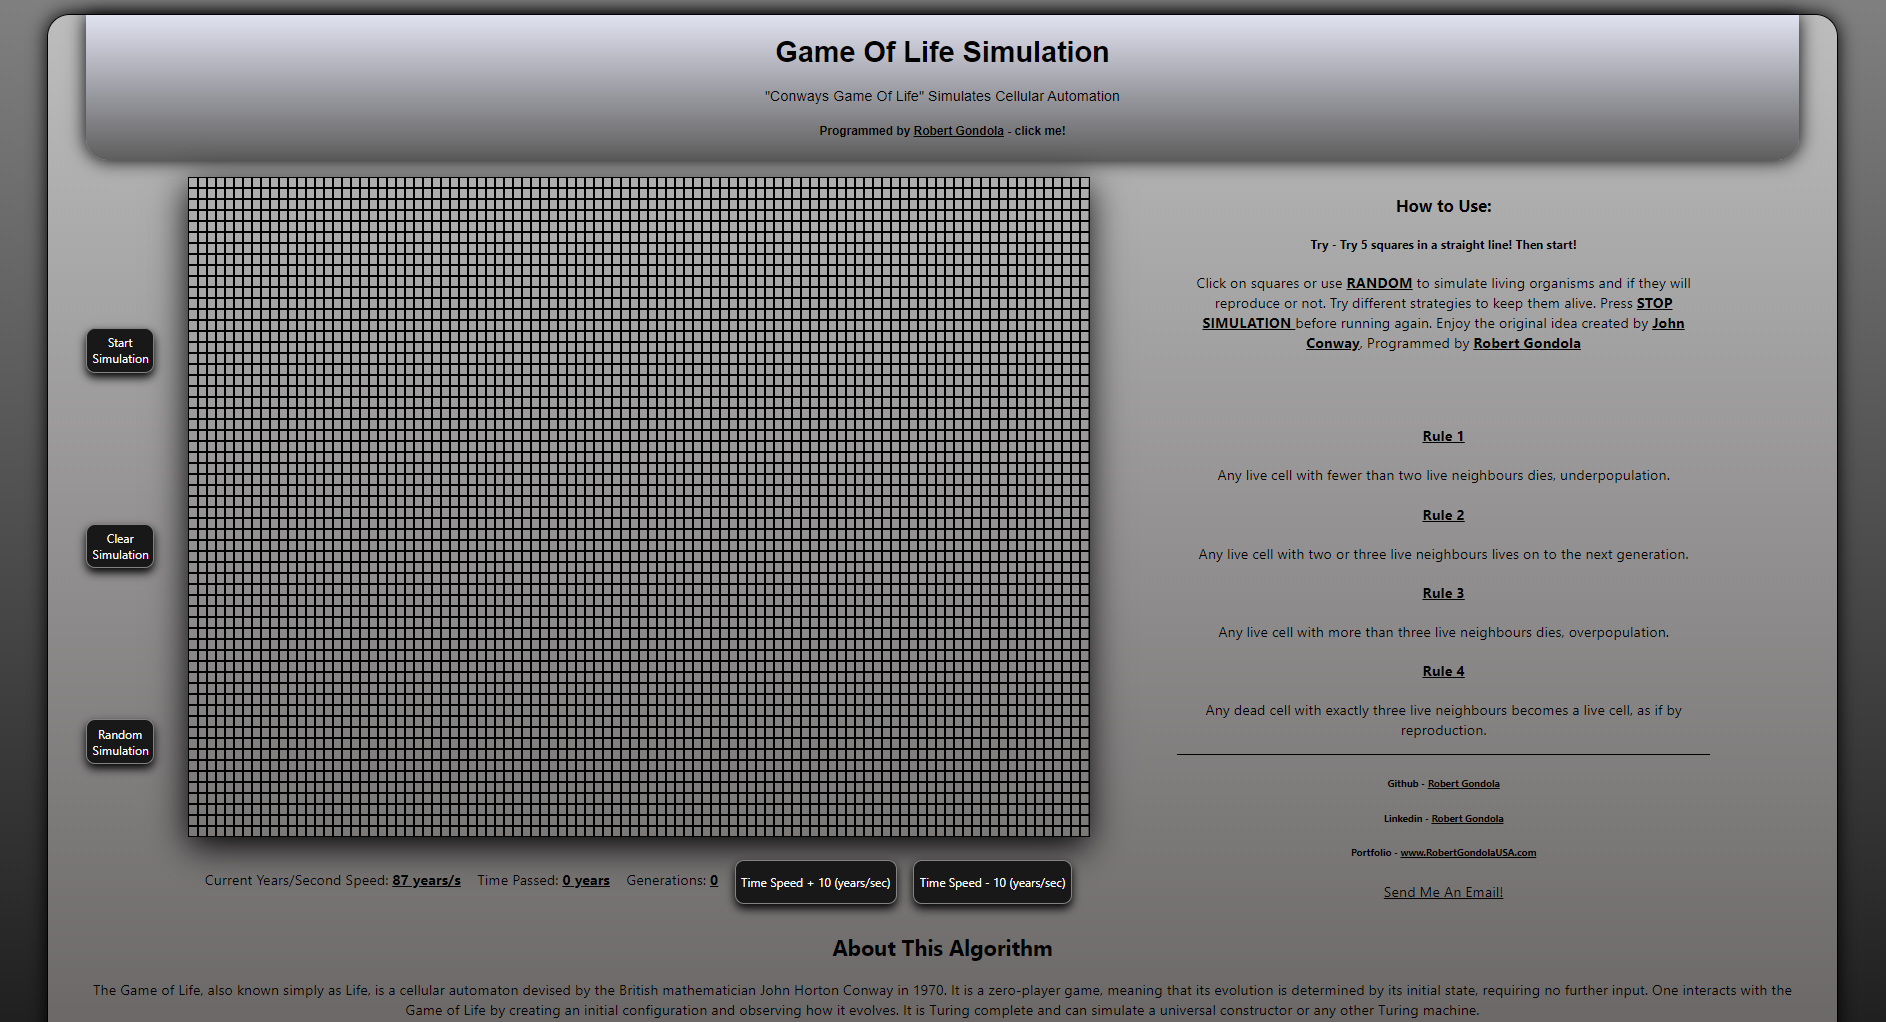 Game Of Life Simulation
"Conways Game Of Life" Simulates Cellular Automation
Programmed by Robert Gondola - click me!
Start
Simulation
Clear
Simulation
Random
Simulation
Current Years/Second Speed: 87 years/s Time Passed: 0 years Generations: 0
Time Speed + 10 (years/sec)
Time Speed - 10 (years/sec)
How to Use:
Try - Try 5 squares in a straight line! Then start!
Click on squares or use RANDOM to simulate living organisms and if they will
reproduce or not. Try different strategies to keep them alive. Press STOP
SIMULATION before running again. Enjoy the original idea created by John
Conway, Programmed by Robert Gondola
Rule 1
Any live cell with fewer than two live neighbours dies, underpopulation.
Rule 2
Any live cell with two or three live neighbours lives on to the next generation.
Rule 3
Any live cell with more than three live neighbours dies, overpopulation.
Rule 4
Any dead cell with exactly three live neighbours becomes a live cell, as if by
reproduction.
Github - Robert Gondola
Linkedin - Robert Gondola
Portfolio - www.RobertGondolaUSA.com
Send Me An Email!
About This Algorithm
The Game of Life, also known simply as Life, is a cellular automaton devised by the British mathematician John Horton Conway in 1970. It is a zero-player game, meaning that its evolution is determined by its initial state, requiring no further input. One interacts with the
Game of Life by creating an initial configuration and observing how it evolves. It is Turing complete and can simulate a universal constructor or any other Turing machine.